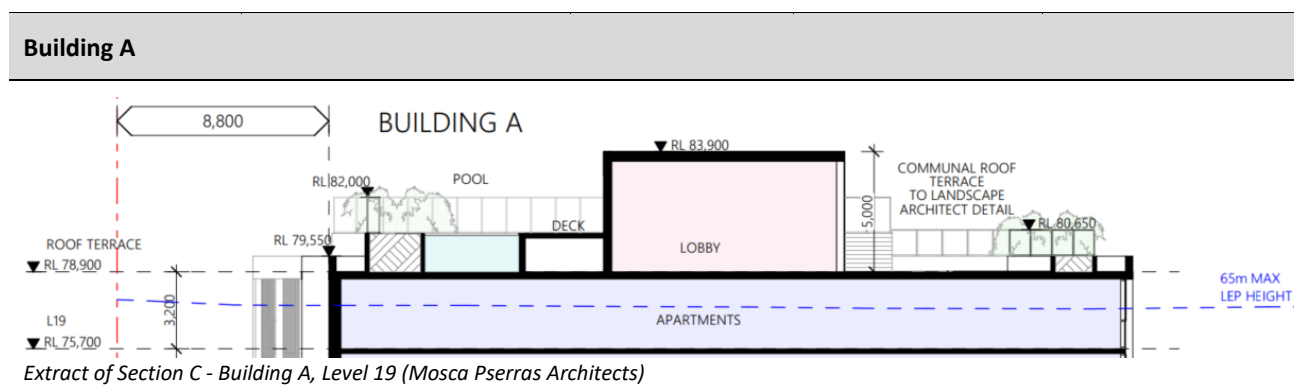 Building A
8,800
BUILDING A
RL 83,900
RL 82,000
POOL
COMMUNAL ROOF
TERRACE
TO LANDSCAPE
ARCHITECT DETAIL
5,000
DECK
RL 80,650
ROOF TERRACE
RL 79,550
LOBBY
RL 78,900
65m MAX
LEP HEIGHT
3,200
L19
APARTMENTS
RL 75,700
Extract of Section C - Building A, Level 19 (Mosca Pserras Architects)